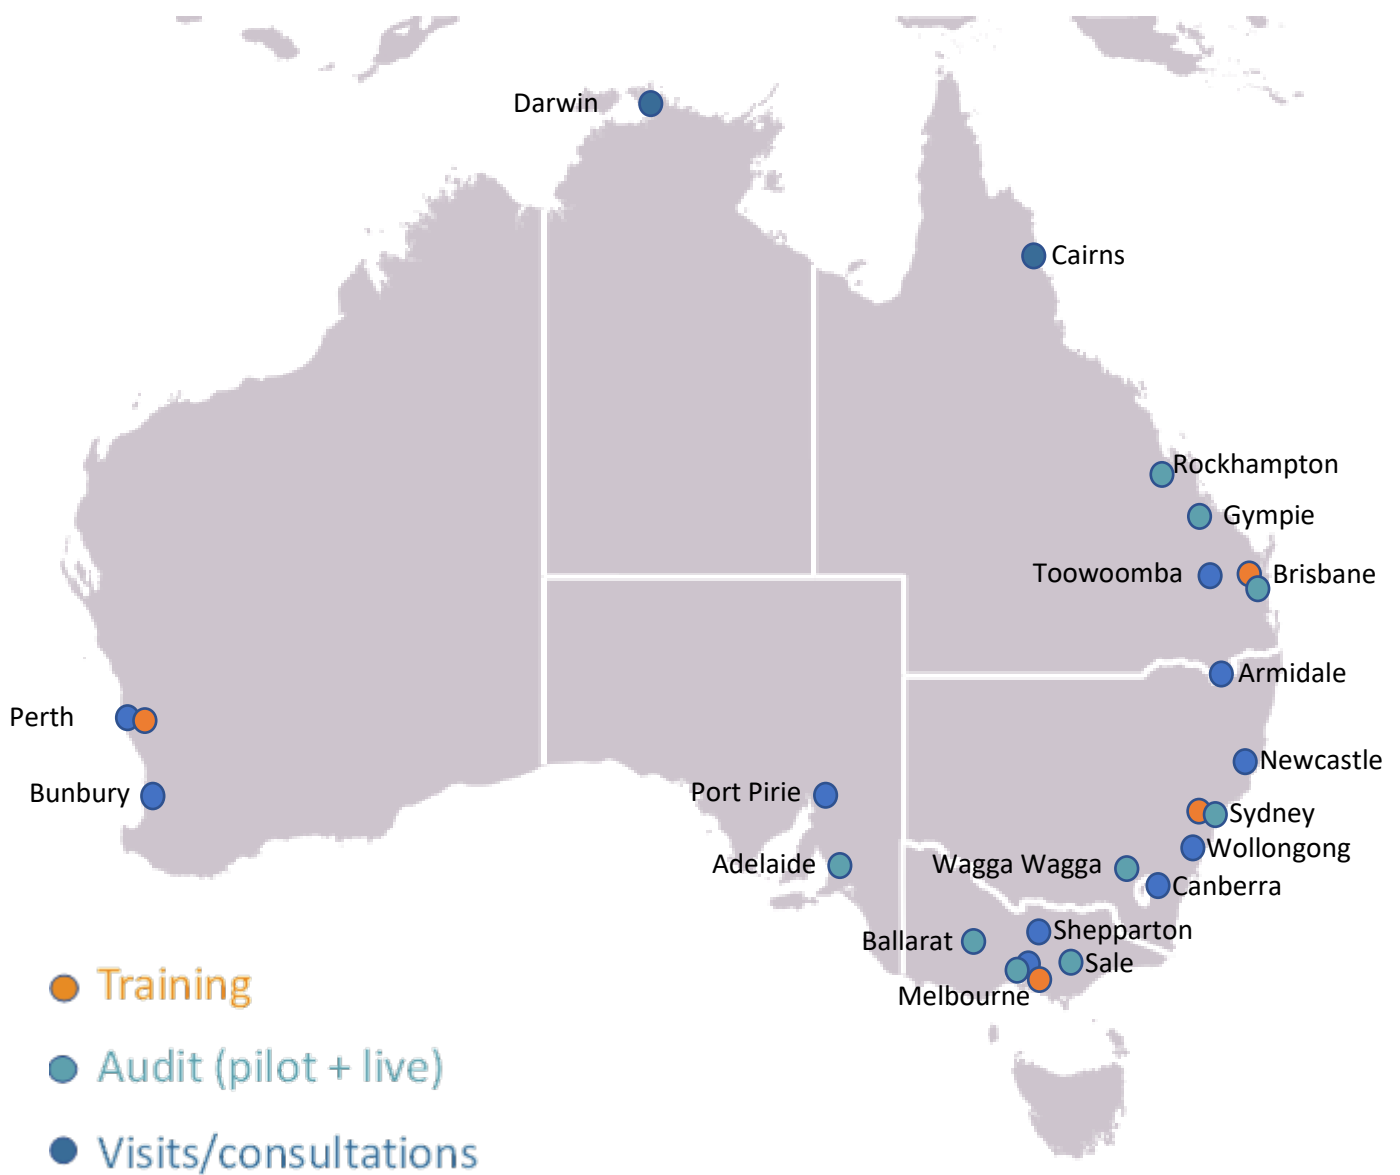 Darwin
Cairns
Rockhampton
Gympie
Toowoomba
Brisbane
Armidale
Perth
Newcastle
Bunbury
Port Pirie
Sydney
Wollongong
Adelaide
Wagga Wagga
Canberra
Shepparton
Ballarat
Sale
Melbourne
Training
Audit (pilot + live)
Visits/consultations